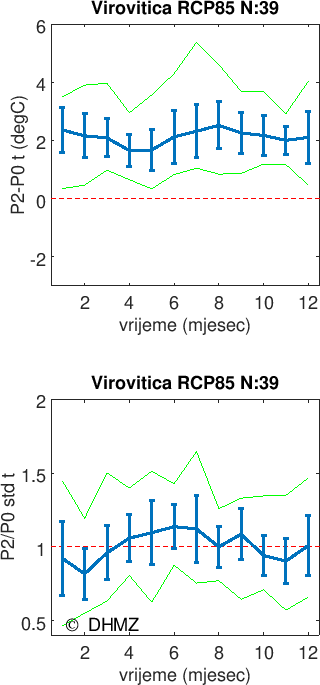 Virovitica RCP85 N:39
6
4
2
0
-2
P2-P0 t (degC)
2 4 6 8 10 12
vrijeme (mjesec)
Virovitica RCP85 N:39
2
1.5
1
0.5
P2/P0 std t
© DHMZ
2 4 6 8 10 12
vrijeme (mjesec)